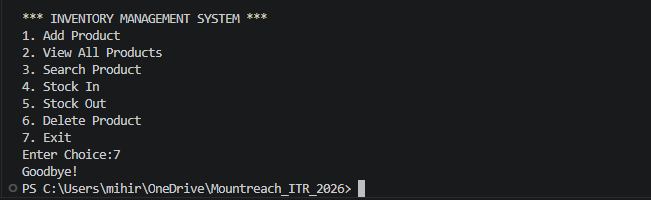 *** INVENTORY MANAGEMENT SYSTEM ***
1. Add Product
2. View All Products
3. Search Product
4. Stock In
5. Stock Out
6. Delete Product
7. Exit
Enter Choice:7
Goodbye!
PS C:\Users\mihir\OneDrive\Mountreach_ITR_2026>